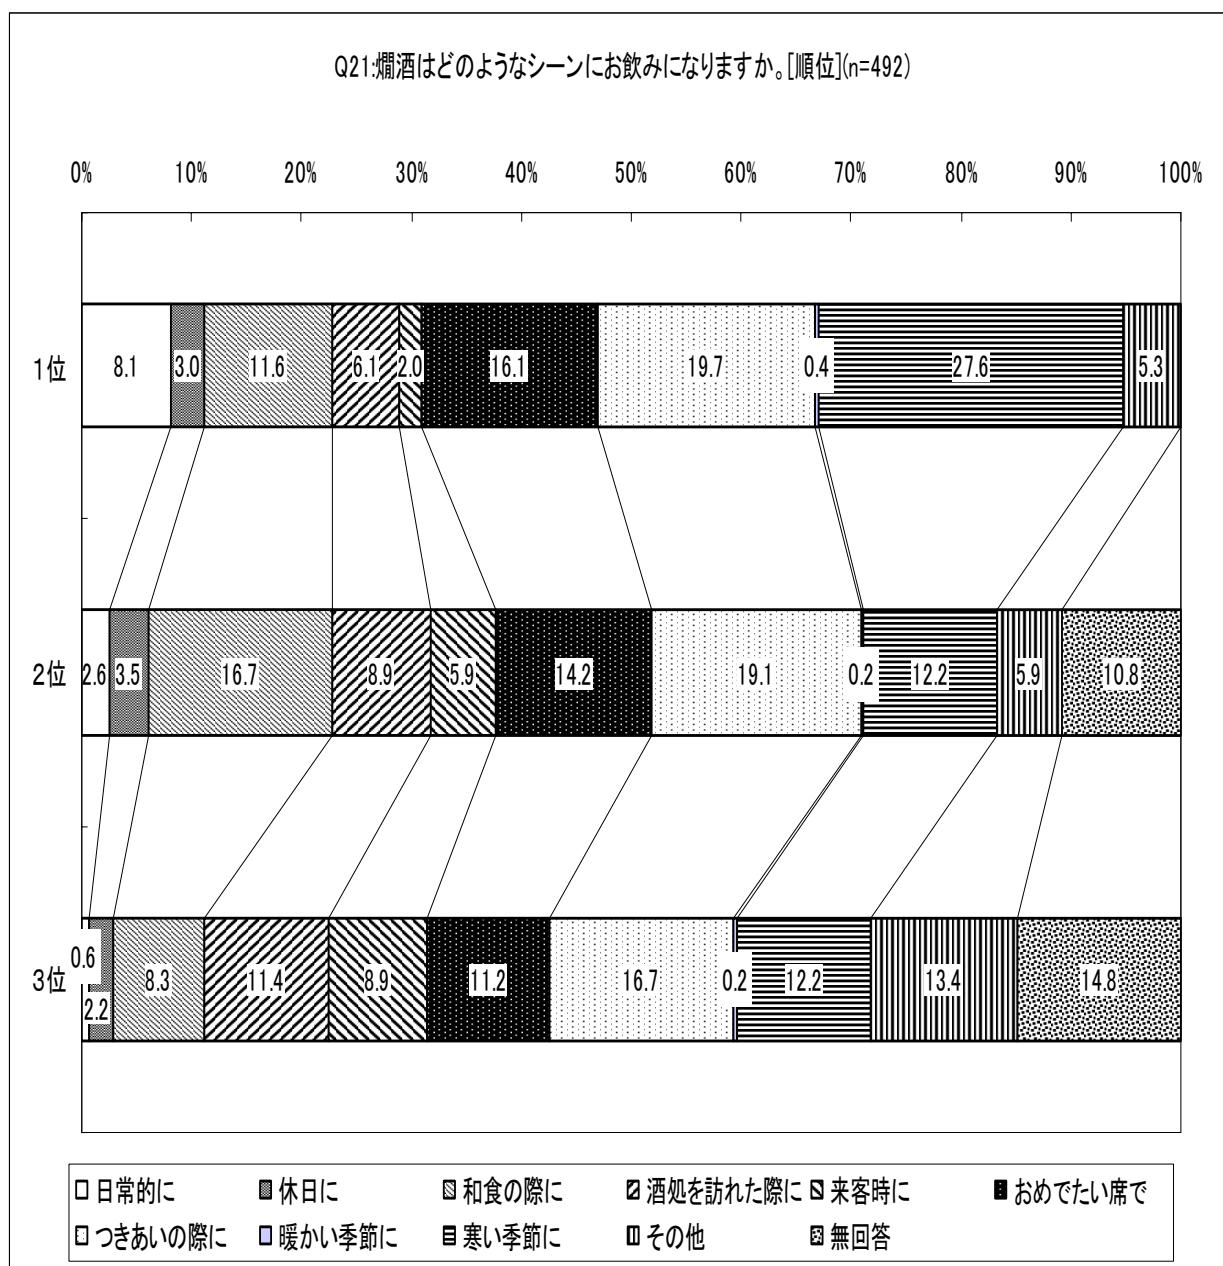 Q21:燗酒はどのようなシーンにお飲みになりますか。[順位](n=492)
0% 10% 20% 30% 40% 50% 60% 70% 80% 90% 100%
1位 8.1 3.0 11.6 6.1 2.0 16.1 19.7 0.4 27.6 5.3
2位 2.6 3.5 16.7 8.9 5.9 14.2 19.1 0.2 12.2 5.9 10.8
3位 0.6 2.2 8.3 11.4 8.9 11.2 16.7 0.2 12.2 13.4 14.8
日常的に 休日に 和食の際に 酒処を訪れた際に 来客時に おめでたい席で
つきあいの際に 暖かい季節に 寒い季節に その他 無回答